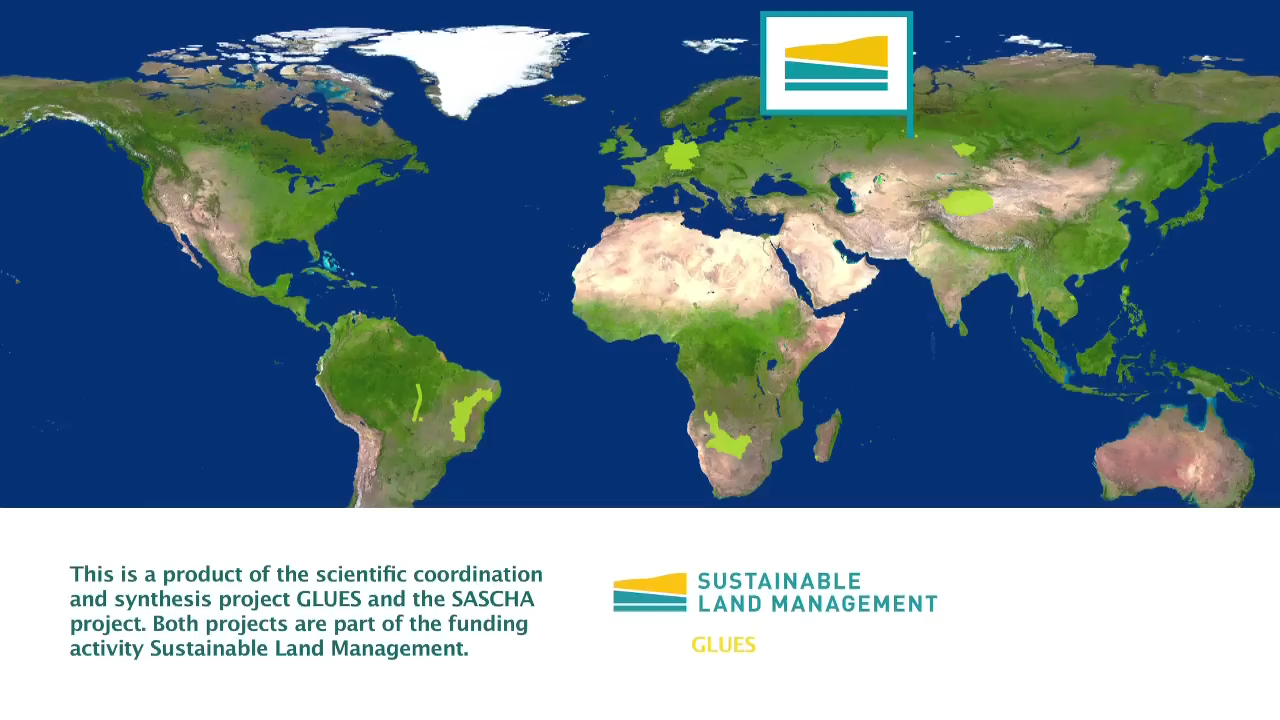 This is a product of the scientific coordination
and synthesis project GLUES and the SASCHA
project. Both projects are part of the funding
activity Sustainable Land Management.
SUSTAINABLE
LAND MANAGEMENT
GLUES